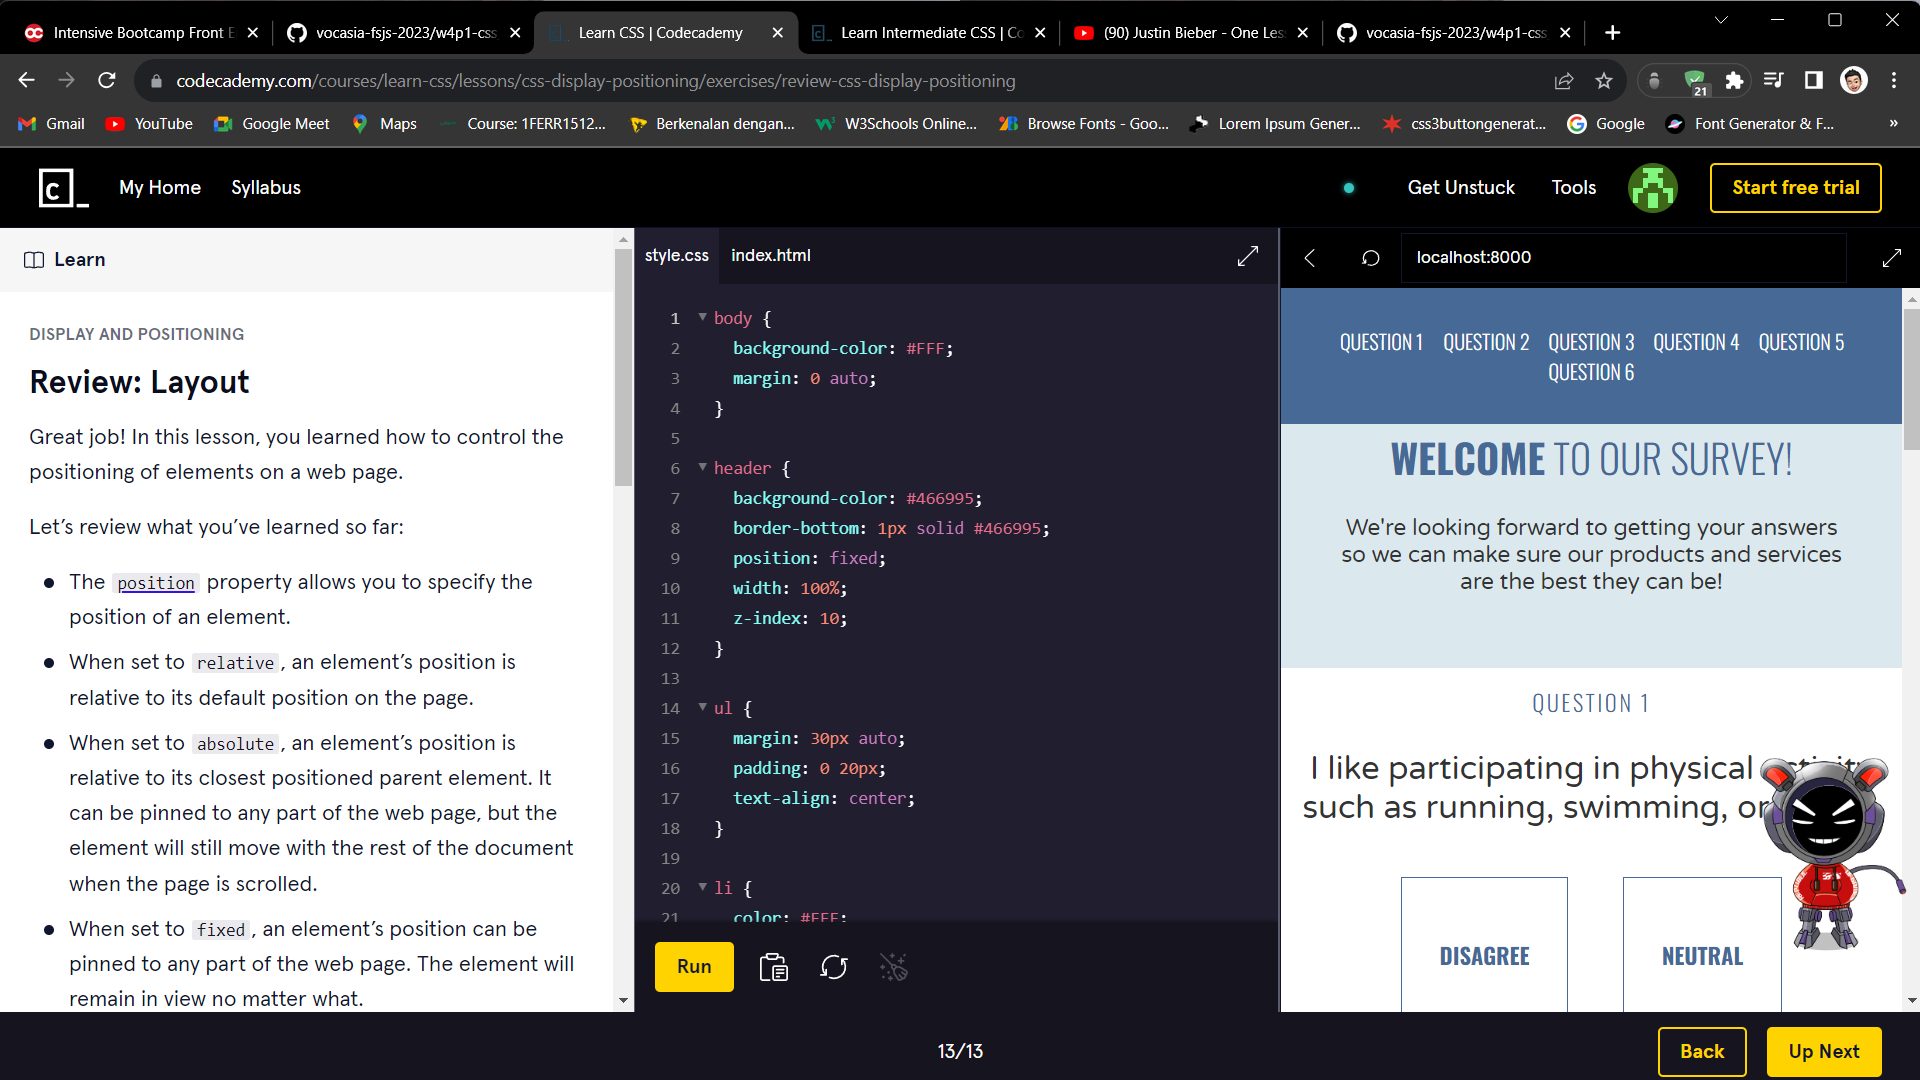 Intensive Bootcamp Front E
vocasia-fsjs-2023/w4p1-css
Learn CSS | Codecademy
Learn Intermediate CSS | Co
(90) Justin Bieber - One Les
vocasia-fsjs-2023/w4p1-css
codecademy.com/courses/learn-css/lessons/css-display-positioning/exercises/review-css-display-positioning
21
Gmail
YouTube
Google Meet
Maps
Course: 1FERR1512...
Berkenalan dengan...
W3Schools Online...
Browse Fonts - Goo...
Lorem Ipsum Gener...
css3buttongenerat...
Google
Font Generator & F...
»
c_
My Home
Syllabus
Get Unstuck
Tools
Start free trial
Learn
DISPLAY AND POSITIONING
Review: Layout
Great job! In this lesson, you learned how to control the
positioning of elements on a web page.
Let’s review what you’ve learned so far:
The position property allows you to specify the
position of an element.
When set to relative, an element’s position is
relative to its default position on the page.
When set to absolute, an element’s position is
relative to its closest positioned parent element. It
can be pinned to any part of the web page, but the
element will still move with the rest of the document
when the page is scrolled.
When set to fixed, an element’s position can be
pinned to any part of the web page. The element will
remain in view no matter what.
style.css
index.html
1 body {
2 background-color: #FFF;
3 margin: 0 auto;
4 }
5
6 header {
7 background-color: #466995;
8 border-bottom: 1px solid #466995;
9 position: fixed;
10 width: 100%;
11 z-index: 10;
12 }
13
14 ul {
15 margin: 30px auto;
16 padding: 0 20px;
17 text-align: center;
18 }
19
20 li {
21 color: #FFF;
Run
localhost:8000
QUESTION 1 QUESTION 2 QUESTION 3 QUESTION 4 QUESTION 5
QUESTION 6
WELCOME TO OUR SURVEY!
We're looking forward to getting your answers
so we can make sure our products and services
are the best they can be!
QUESTION 1
I like participating in physical
such as running, swimming, or
DISAGREE
NEUTRAL
13/13
Back
Up Next